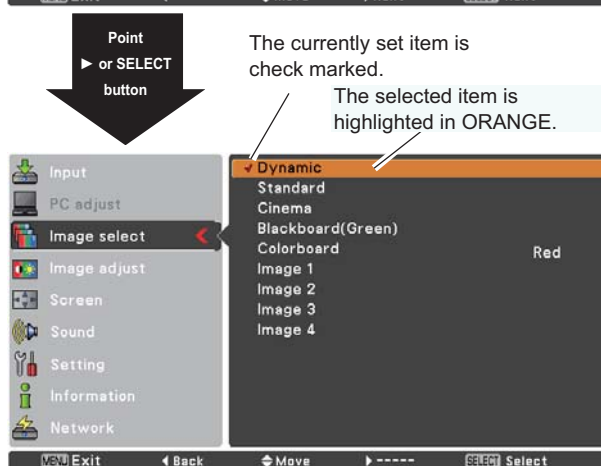 Exit
Point
► or SELECT
button
The currently set item is
check marked.
The selected item is
highlighted in ORANGE.
Input
PC adjust
Image select
Image adjust
Screen
Sound
Setting
Information
Network
Dynamic
Standard
Cinema
Blackboard(Green)
Colorboard Red
Image 1
Image 2
Image 3
Image 4
MENU Exit ◄ Back Move ► ----- SELECT Select